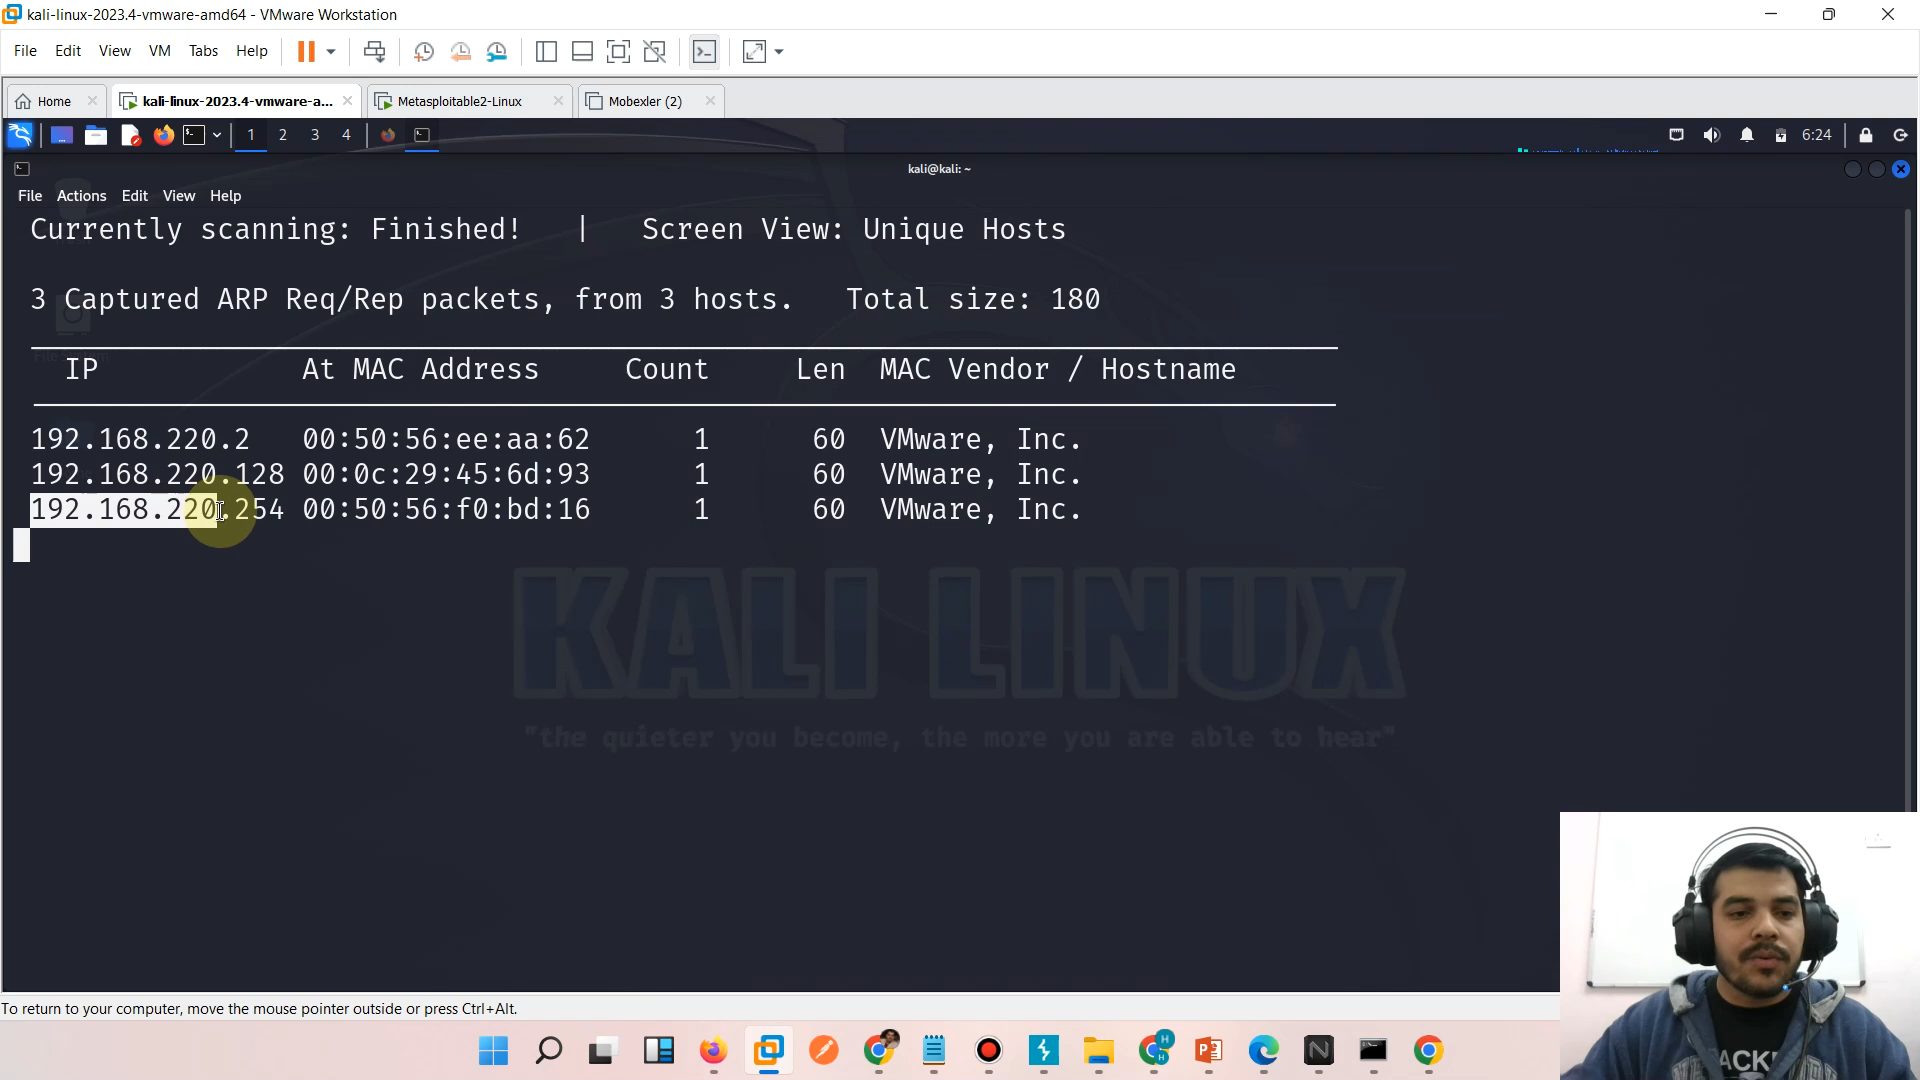 kali-linux-2023.4-vmware-amd64 - VMware Workstation
File Edit View VM Tabs Help
Home kali-linux-2023.4-vmware-a... Metasploitable2-Linux Mobexler (2)
1 2 3 4 6:24
kali@kali: ~
File Actions Edit View Help
Currently scanning: Finished! | Screen View: Unique Hosts
3 Captured ARP Req/Rep packets, from 3 hosts. Total size: 180
IP At MAC Address Count Len MAC Vendor / Hostname
192.168.220.2 00:50:56:ee:aa:62 1 60 VMware, Inc.
192.168.220.128 00:0c:29:45:6d:93 1 60 VMware, Inc.
192.168.220.254 00:50:56:f0:bd:16 1 60 VMware, Inc.
KALI LINUX
"the quieter you become, the more you are able to hear"
To return to your computer, move the mouse pointer outside or press Ctrl+Alt.